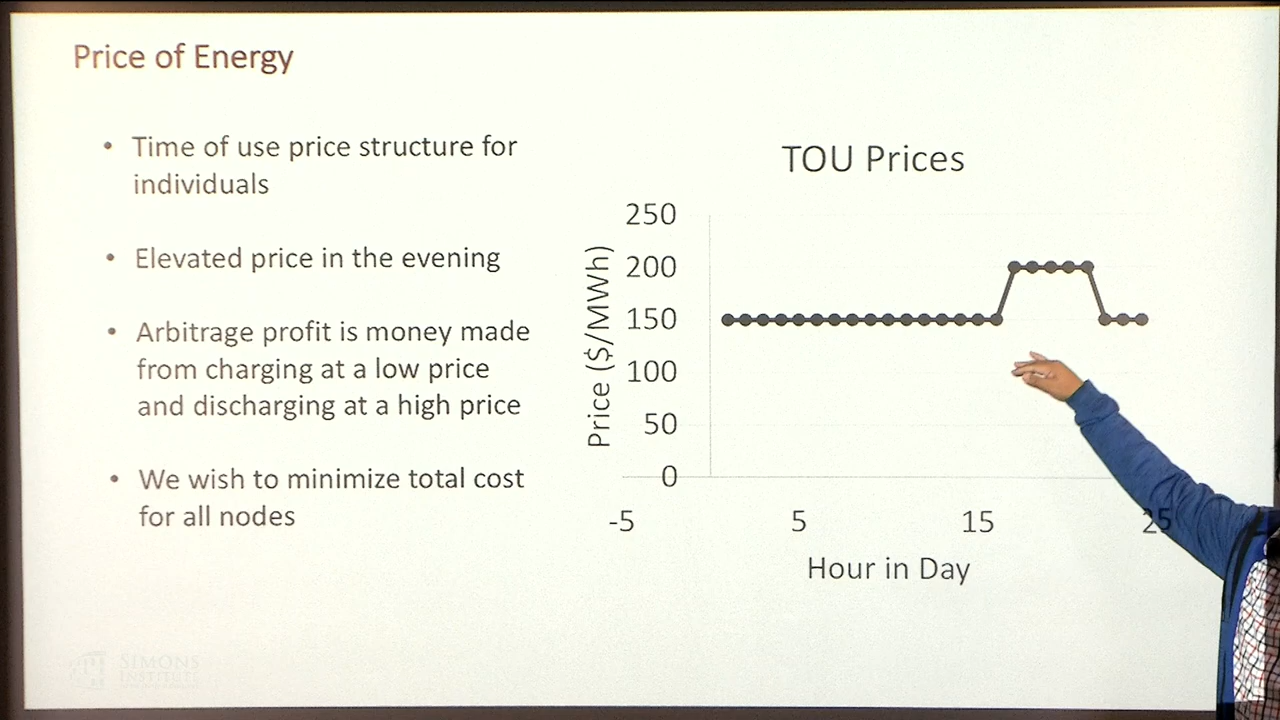 Price of Energy
• Time of use price structure for
individuals
• Elevated price in the evening
• Arbitrage profit is money made
from charging at a low price
and discharging at a high price
• We wish to minimize total cost
for all nodes
TOU Prices
Price ($/MWh)
250
200
150
100
50
0
-5 5 15 25
Hour in Day
SIMONS
INSTITUTE